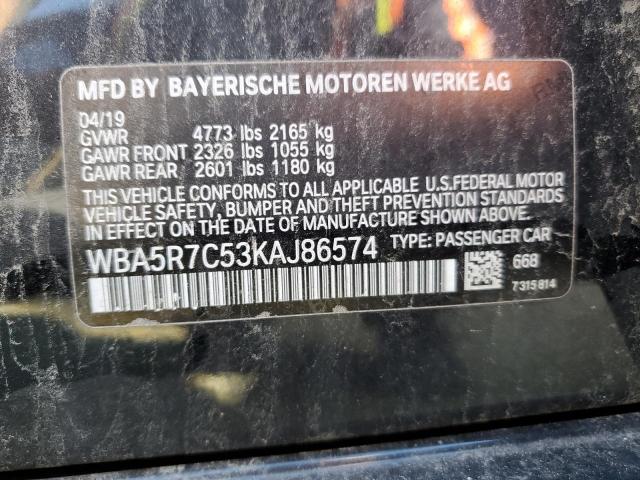 MFD BY BAYERISCHE MOTOREN WERKE AG
04/19
GVWR 4773 lbs 2165 kg
GAWR FRONT 2326 lbs 1055 kg
GAWR REAR 2601 lbs 1180 kg
THIS VEHICLE CONFORMS TO ALL APPLICABLE U.S.FEDERAL MOTOR
VEHICLE SAFETY, BUMPER, AND THEFT PREVENTION STANDARDS
IN EFFECT ON THE DATE OF MANUFACTURE SHOWN ABOVE.
WBA5R7C53KAJ86574 TYPE: PASSENGER CAR
668
7315814